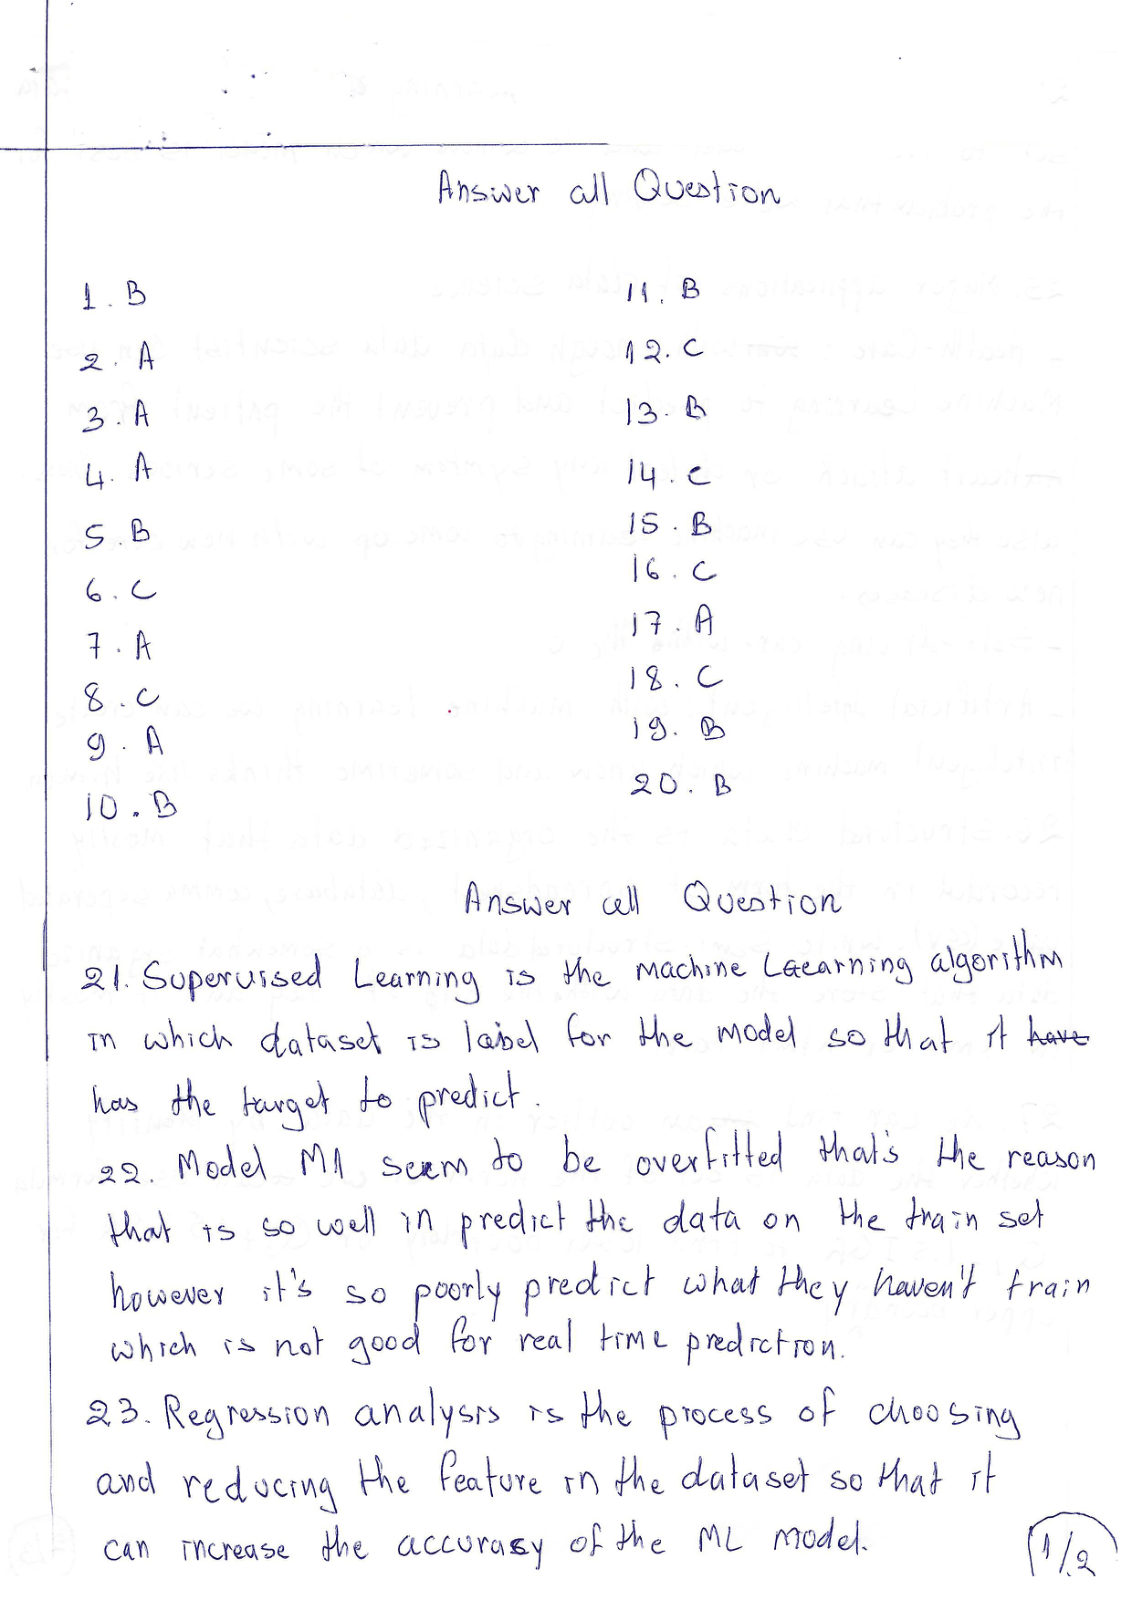 Answer all Question
1. B
2. A
3. A
4. A
5. B
6. C
7. A
8. C
9. A
10. B
11. B
12. C
13. B
14. C
15. B
16. C
17. A
18. C
19. B
20. B
Answer all Question
21. Supervised Learning is the machine Learning algorithm
in which dataset is label for the model so that it have
has the target to predict.
22. Model M1 seem to be overfitted that's the reason
that is so well in predict the data on the train set
however it's so poorly predict what they haven't train
which is not good for real time prediction.
23. Regression analysis is the process of choosing
and reducing the feature in the dataset so that it
can increase the accurasy of the ML model.
1/2